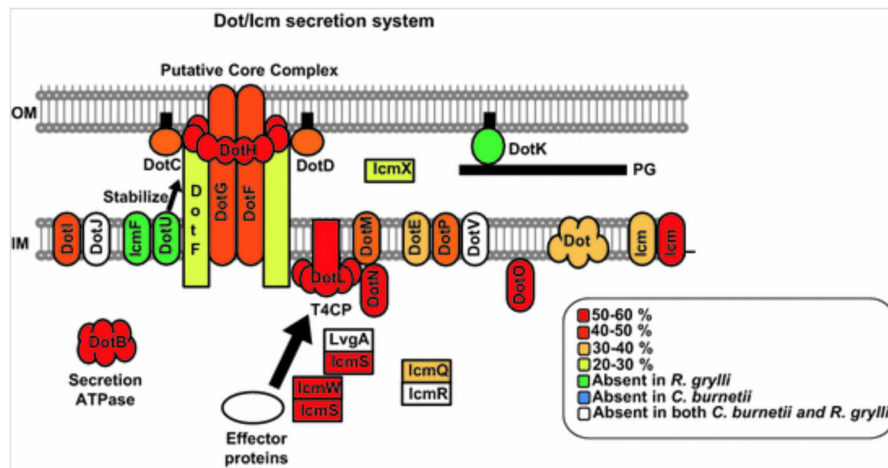 Dot/Icm secretion system
Putative Core Complex
OM
DotH
DotC
DotD
DotK
IcmX
PG
Stabilize
DotF
DotG
DotF
IM
DotI
DotJ
IcmF
DotU
DotL
DotM
DotN
DotE
DotP
DotV
DotO
Dot
Icm
Icm
T4CP
DotB
Secretion
ATPase
LvgA
IcmS
IcmW
IcmS
IcmQ
IcmR
Effector
proteins
50-60 %
40-50 %
30-40 %
20-30 %
Absent in R. grylli
Absent in C. burnetii
Absent in both C. burnetii and R. grylli